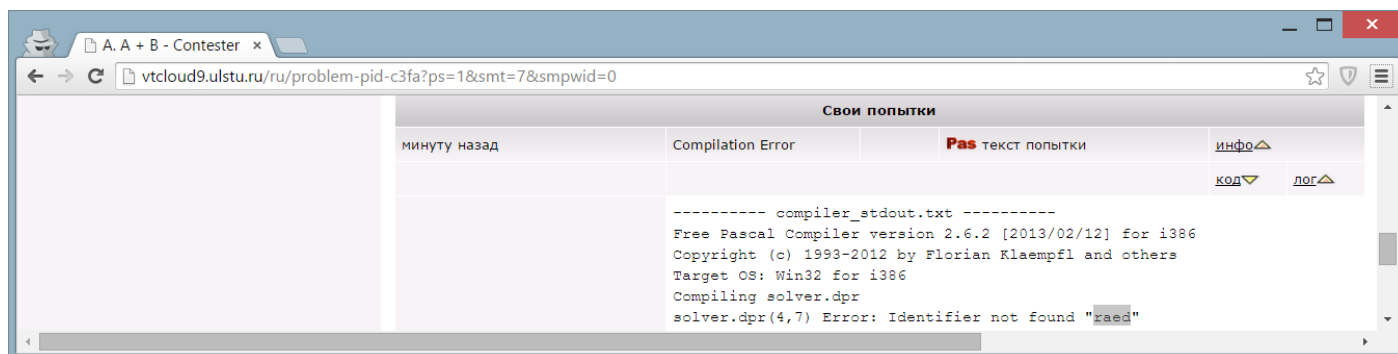 A. A + B - Contester
vtcloud9.ulstu.ru/ru/problem-pid-c3fa?ps=1&smt=7&smpwid=0
Свои попытки
минуту назад Compilation Error Pas текст попытки инфо
код лог
---------- compiler_stdout.txt ----------
Free Pascal Compiler version 2.6.2 [2013/02/12] for i386
Copyright (c) 1993-2012 by Florian Klaempfl and others
Target OS: Win32 for i386
Compiling solver.dpr
solver.dpr(4,7) Error: Identifier not found "raed"